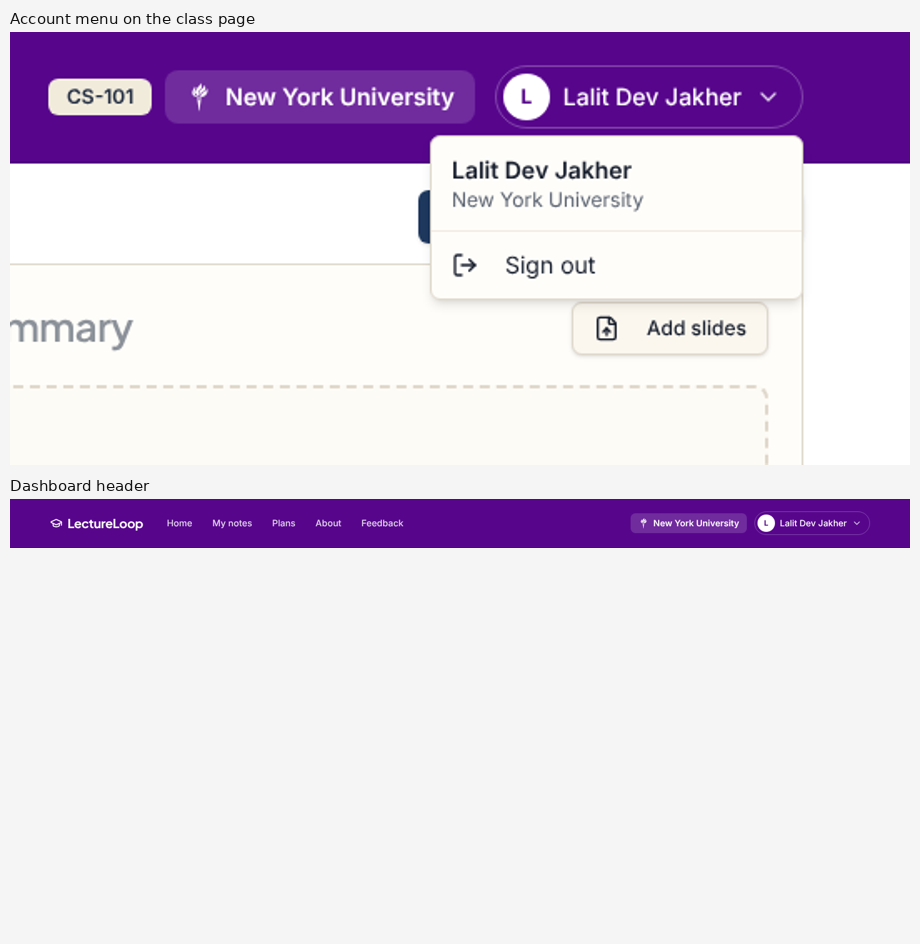 Account menu on the class page
CS-101 New York University L Lalit Dev Jakher
Lalit Dev Jakher
New York University
Sign out
mmary Add slides
Dashboard header
LectureLoop Home My notes Plans About Feedback New York University L Lalit Dev Jakher